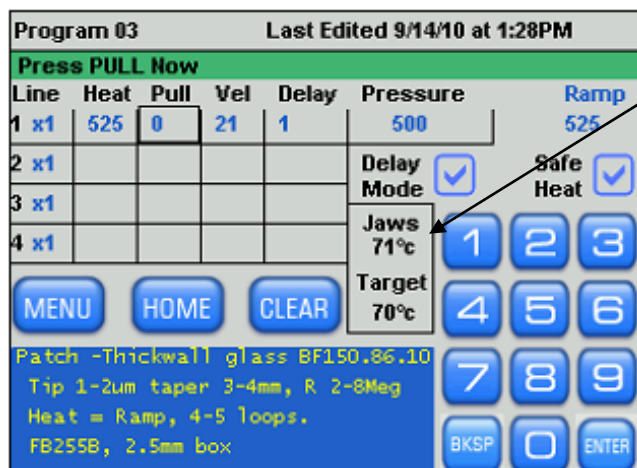 Program 03 Last Edited 9/14/10 at 1:28PM
Press PULL Now
Line Heat Pull Vel Delay Pressure Ramp
1 x1 525 0 21 1 500 525
2 x1
3 x1
4 x1
Delay Mode
Safe Heat
Jaws
71°c
Target
70°c
1 2 3
4 5 6
7 8 9
BKSP 0 ENTER
MENU HOME CLEAR
Patch -Thickwall glass BF150.86.10
Tip 1-2um taper 3-4mm, R 2-8Meg
Heat = Ramp, 4-5 loops.
FB255B, 2.5mm box